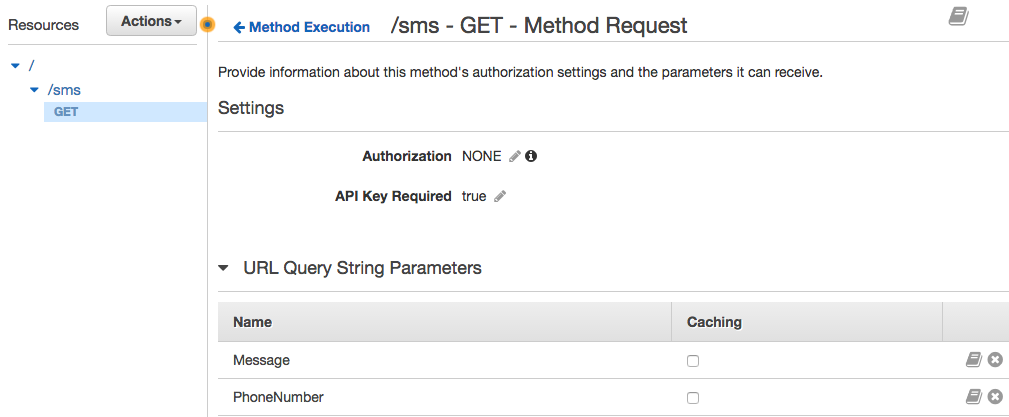 Resources
Actions
/
/sms
GET
Method Execution
/sms - GET - Method Request
Provide information about this method's authorization settings and the parameters it can receive.
Settings
Authorization NONE
API Key Required true
URL Query String Parameters
Name Caching
Message
PhoneNumber